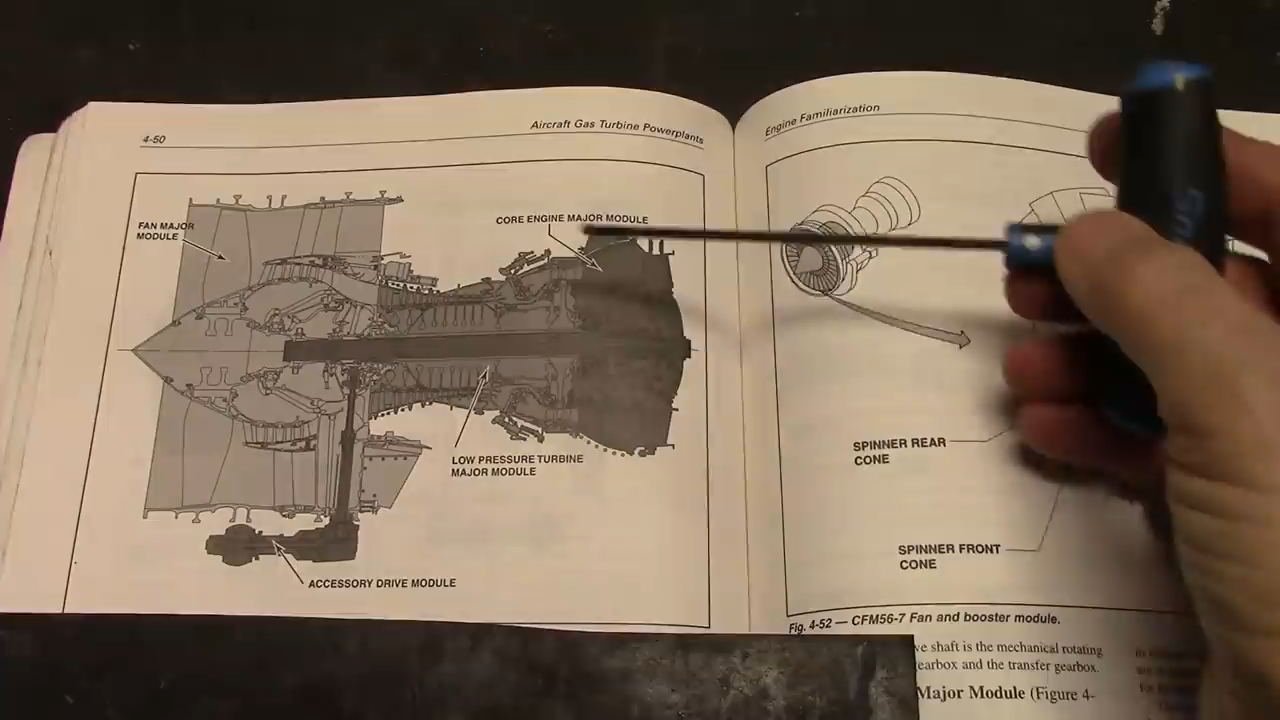 4-50
Aircraft Gas Turbine Powerplants
FAN MAJOR
MODULE
CORE ENGINE MAJOR MODULE
LOW PRESSURE TURBINE
MAJOR MODULE
ACCESSORY DRIVE MODULE
Engine Familiarization
SPINNER REAR
CONE
SPINNER FRONT
CONE
Fig. 4-52 — CFM56-7 Fan and booster module.
shaft is the mechanical rotating
and the transfer gearbox.
Major Module (Figure 4-